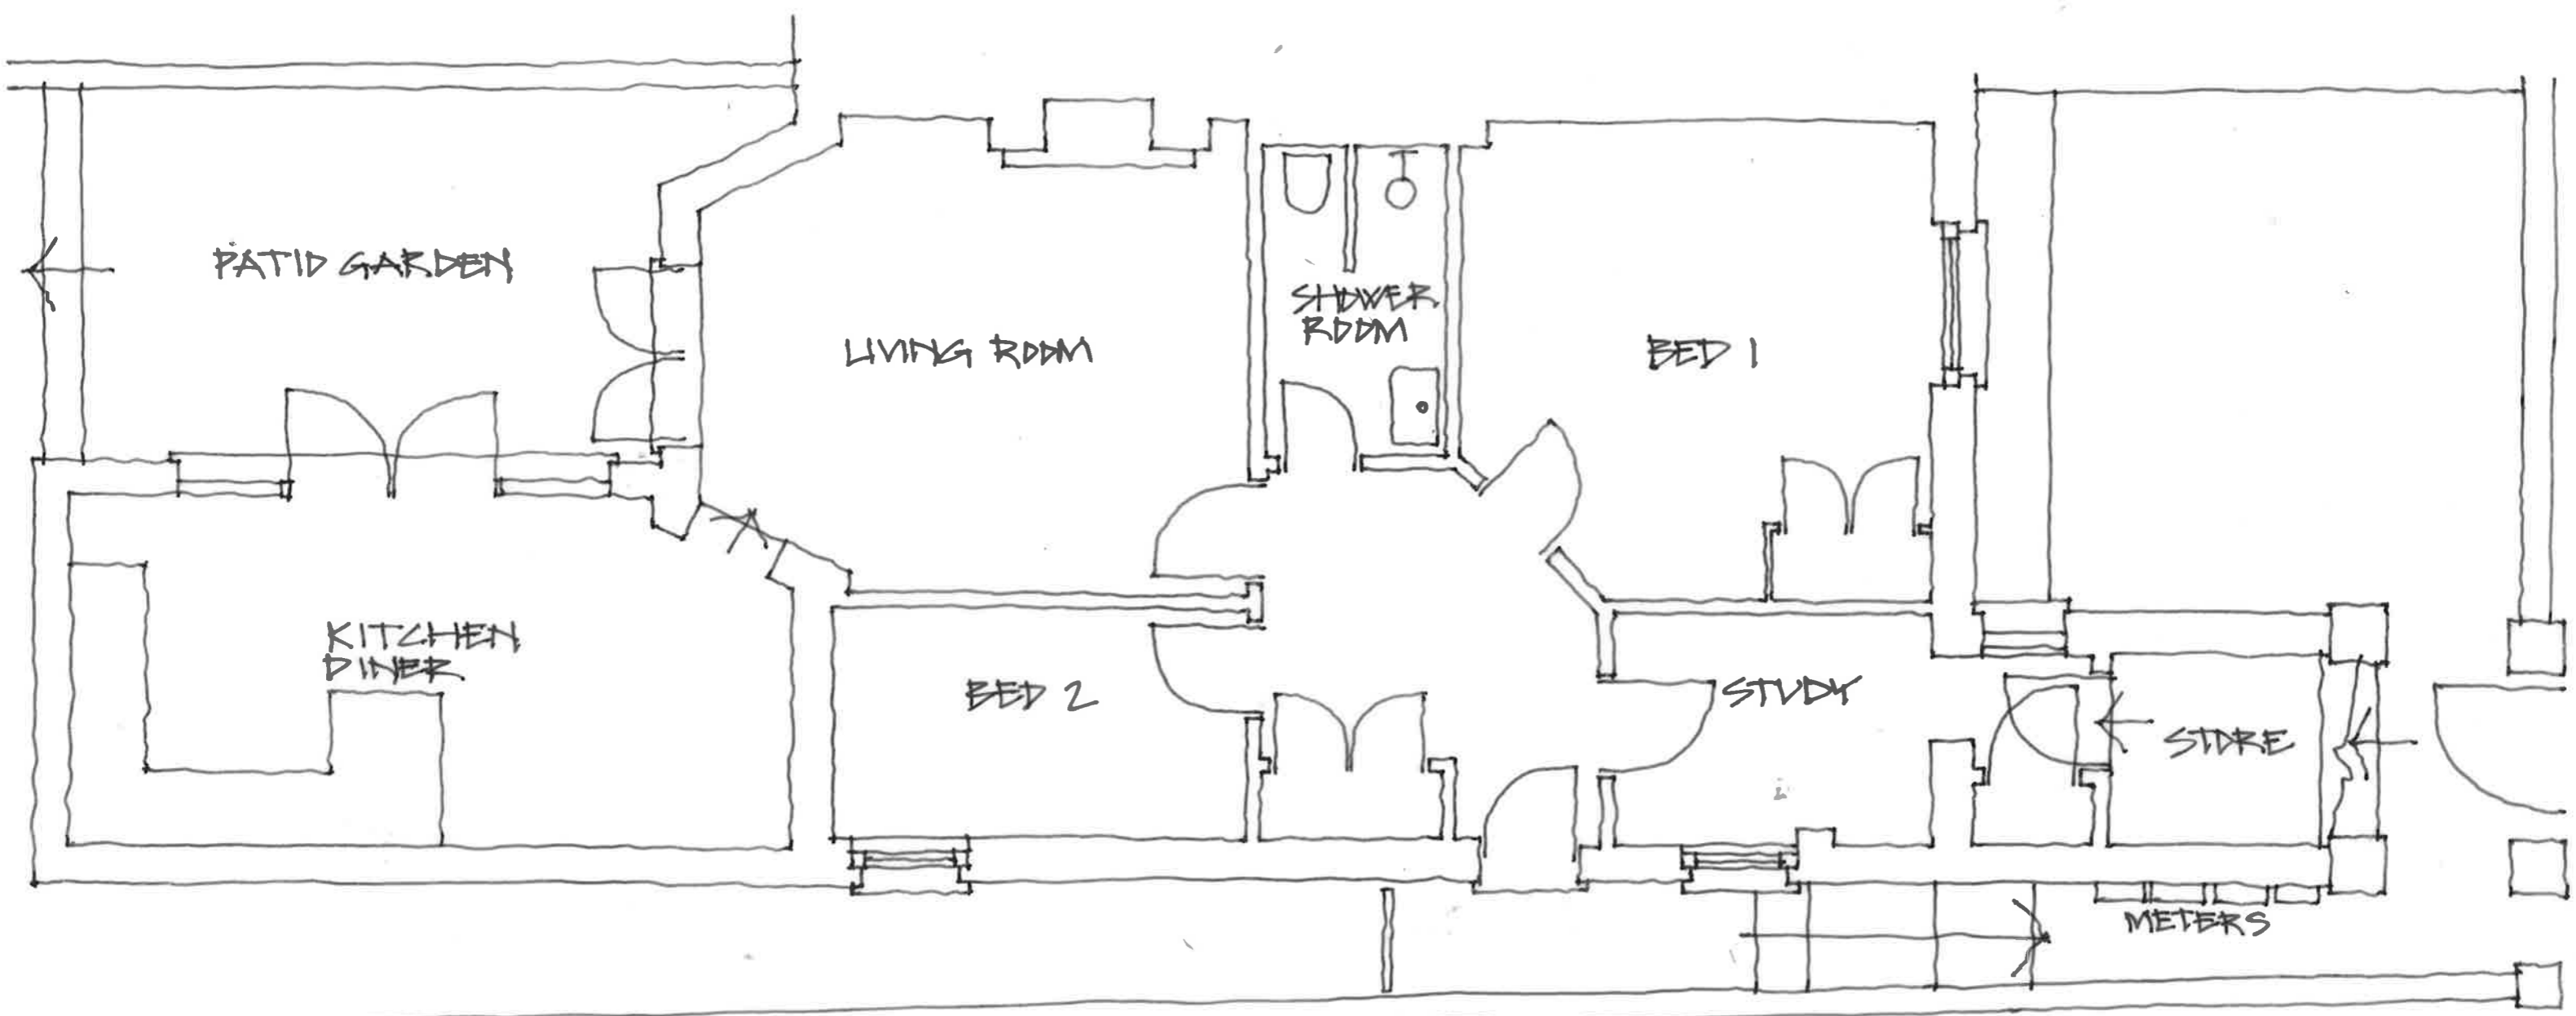 PATIO GARDEN
LIVING ROOM
SHOWER
ROOM
BED 1
KITCHEN
DINER
BED 2
STUDY
STORE
METERS